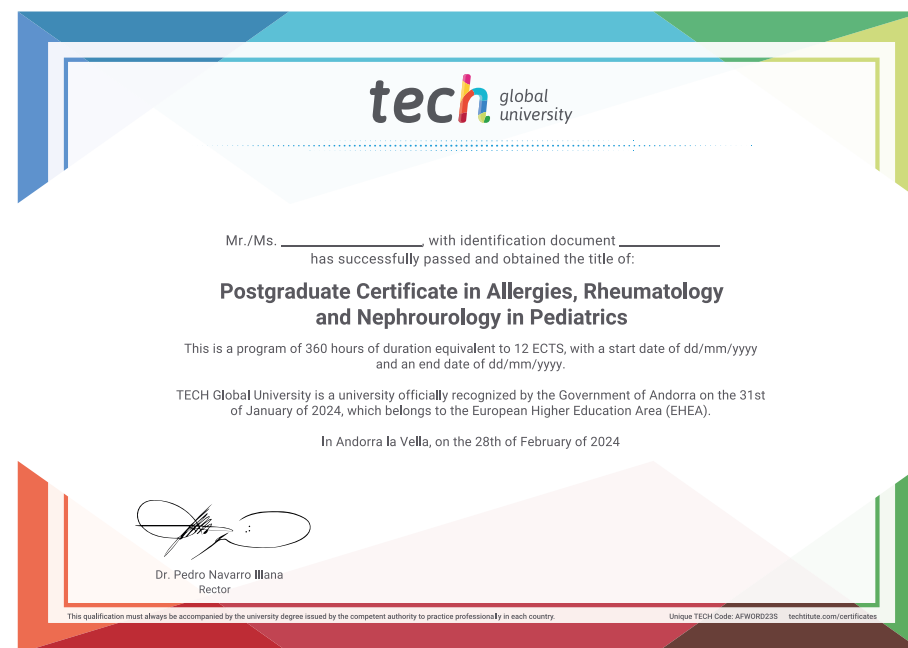 tech global
university
Mr./Ms. ____________, with identification document ____________
has successfully passed and obtained the title of:
Postgraduate Certificate in Allergies, Rheumatology
and Nephrourology in Pediatrics
This is a program of 360 hours of duration equivalent to 12 ECTS, with a start date of dd/mm/yyyy
and an end date of dd/mm/yyyy.
TECH Global University is a university officially recognized by the Government of Andorra on the 31st
of January of 2024, which belongs to the European Higher Education Area (EHEA).
In Andorra la Vella, on the 28th of February of 2024
Dr. Pedro Navarro Illana
Rector
This qualification must always be accompanied by the university degree issued by the competent authority to practice professionally in each country.
Unique TECH Code: AFWORD23S techtitute.com/certificates